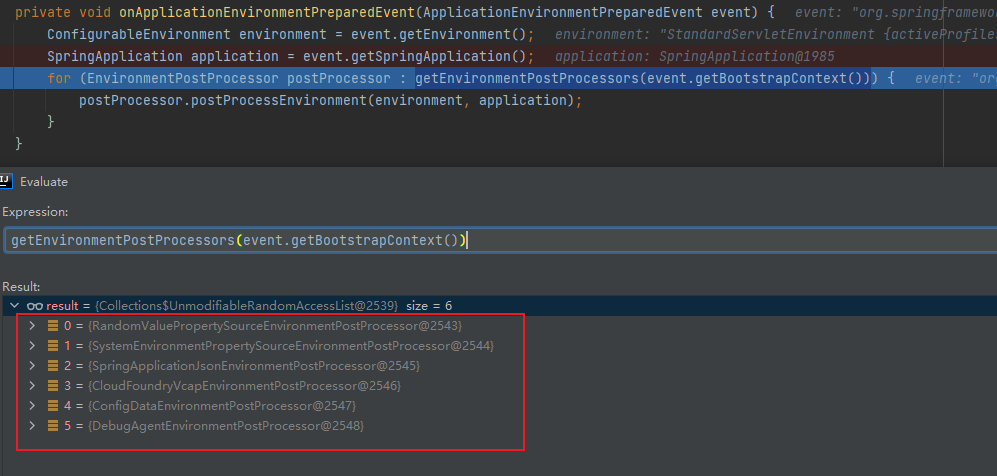 private void onApplicationEnvironmentPreparedEvent(ApplicationEnvironmentPreparedEvent event) { event: "org.springframewo
ConfigurableEnvironment environment = event.getEnvironment(); environment: "StandardServletEnvironment {activeProfiles
SpringApplication application = event.getSpringApplication(); application: SpringApplication@1985
for (EnvironmentPostProcessor postProcessor : getEnvironmentPostProcessors(event.getBootstrapContext())) { event: "org
postProcessor.postProcessEnvironment(environment, application);
}
}
IJ Evaluate
Expression:
getEnvironmentPostProcessors(event.getBootstrapContext())
Result:
result = {Collections$UnmodifiableRandomAccessList@2539} size = 6
0 = {RandomValuePropertySourceEnvironmentPostProcessor@2543}
1 = {SystemEnvironmentPropertySourceEnvironmentPostProcessor@2544}
2 = {SpringApplicationJsonEnvironmentPostProcessor@2545}
3 = {CloudFoundryVcapEnvironmentPostProcessor@2546}
4 = {ConfigDataEnvironmentPostProcessor@2547}
5 = {DebugAgentEnvironmentPostProcessor@2548}